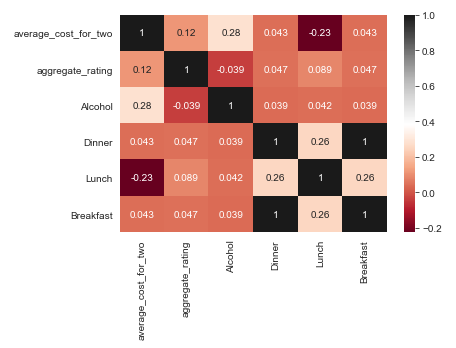 average_cost_for_two 1 0.12 0.28 0.043 -0.23 0.043
aggregate_rating 0.12 1 -0.039 0.047 0.089 0.047
Alcohol 0.28 -0.039 1 0.039 0.042 0.039
Dinner 0.043 0.047 0.039 1 0.26 1
Lunch -0.23 0.089 0.042 0.26 1 0.26
Breakfast 0.043 0.047 0.039 1 0.26 1
average_cost_for_two
aggregate_rating
Alcohol
Dinner
Lunch
Breakfast
1.0
0.8
0.6
0.4
0.2
0.0
−0.2